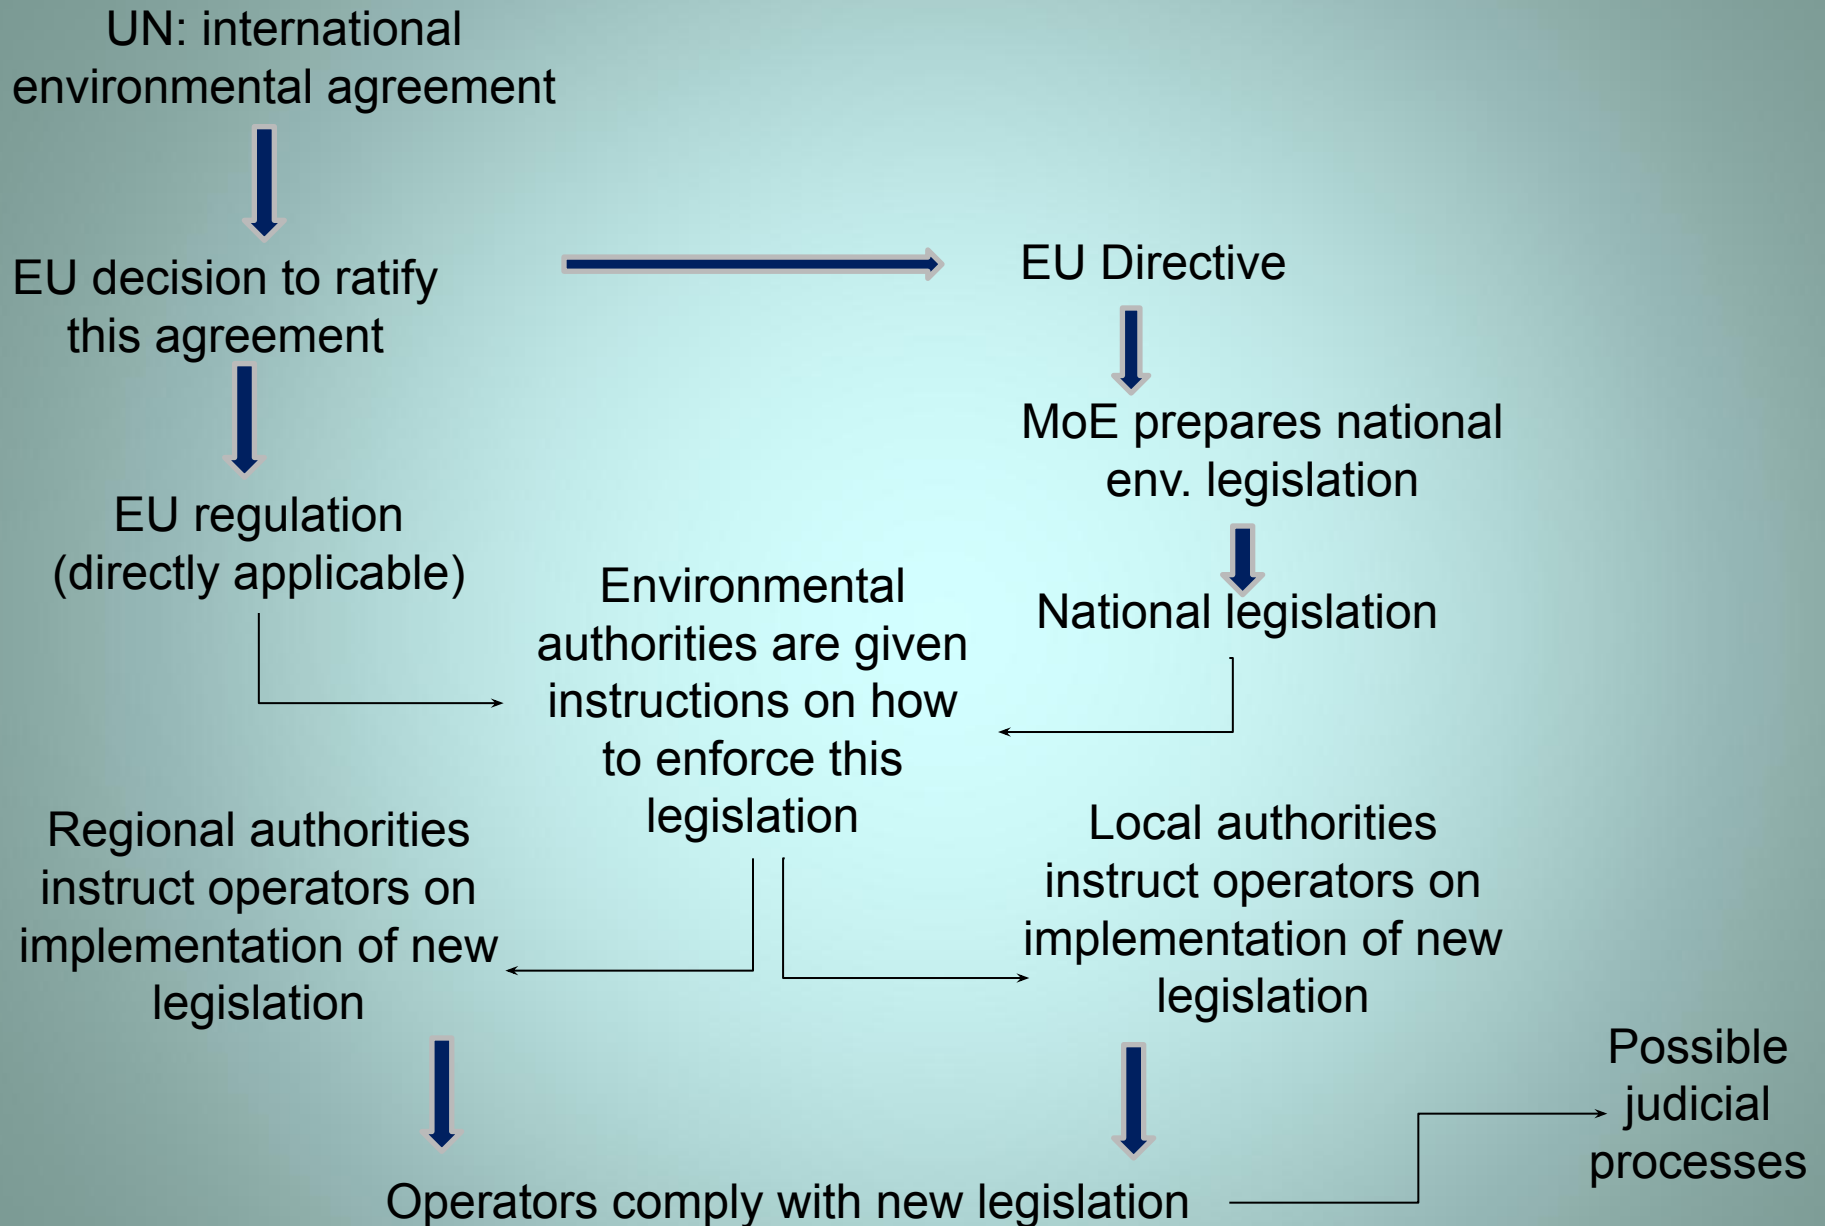 UN: international
environmental agreement
EU decision to ratify
this agreement
EU Directive
MoE prepares national
env. legislation
EU regulation
(directly applicable)
National legislation
Environmental
authorities are given
instructions on how
to enforce this
legislation
Regional authorities
instruct operators on
implementation of new
legislation
Local authorities
instruct operators on
implementation of new
legislation
Possible
judicial
processes
Operators comply with new legislation